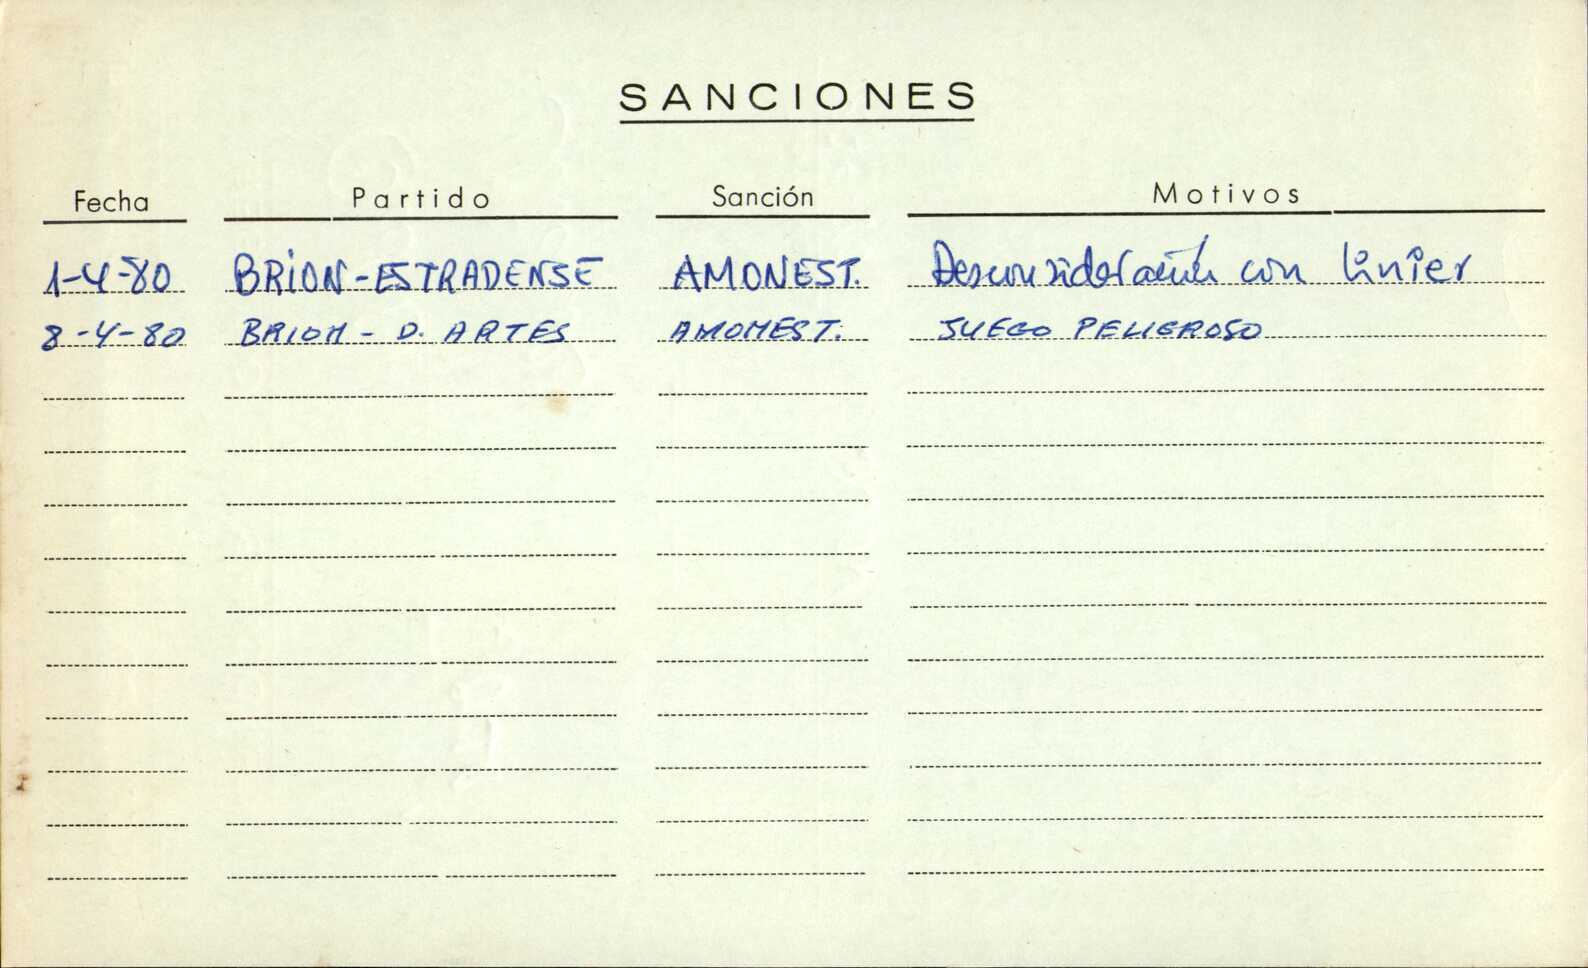 SANCIONES
Fecha Partido Sanción Motivos
1-4-80 BRION-ESTRADENSE AMONEST. Desconsideración con linier
8-4-80 BRION - D. ARTES AMONEST. JUEGO PELIGROSO